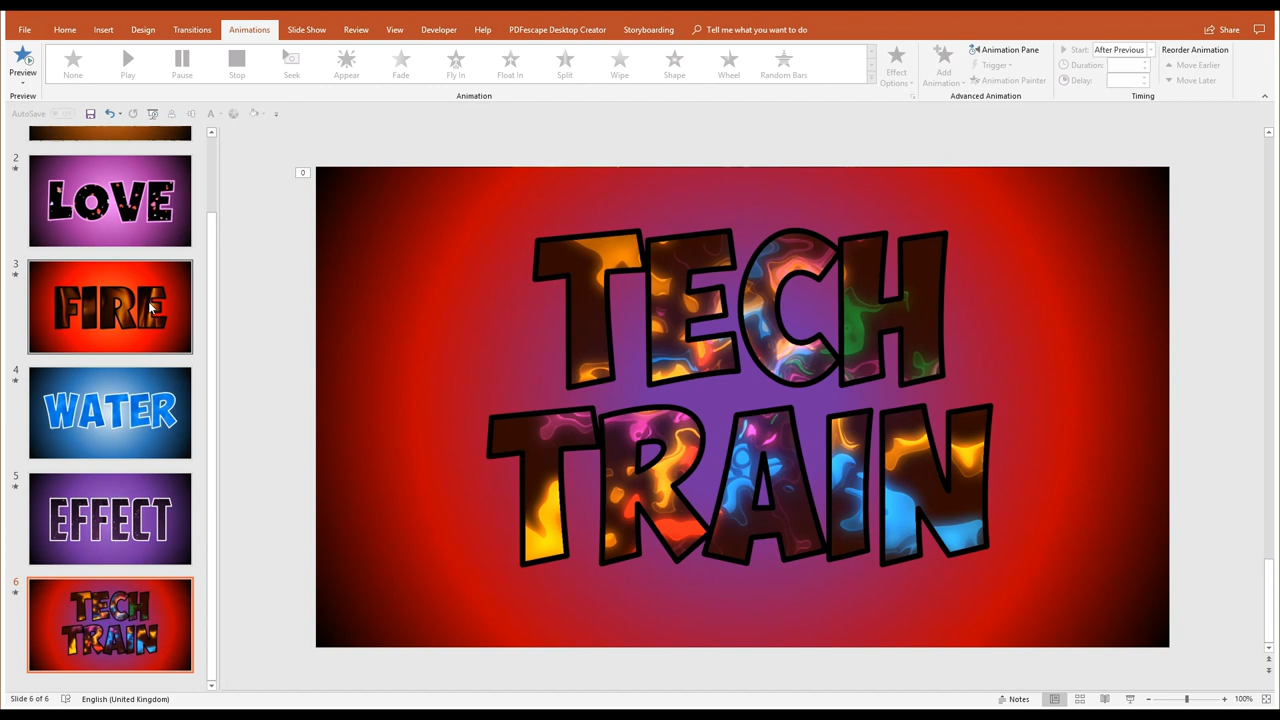 File Home Insert Design Transitions Animations Slide Show Review View Developer Help PDFescape Desktop Creator Storyboarding Tell me what you want to do Share
Preview None Play Pause Stop Seek Appear Fade Fly In Float In Split Wipe Shape Wheel Random Bars Effect Options Add Animation Animation Pane Trigger Animation Painter Start: After Previous Duration: Delay: Reorder Animation Move Earlier Move Later
Preview Animation Advanced Animation Timing
AutoSave
0
2
LOVE
3
FIRE
4
WATER
5
EFFECT
6
TECH
TRAIN
TECH
TRAIN
Slide 6 of 6 English (United Kingdom) Notes 100%